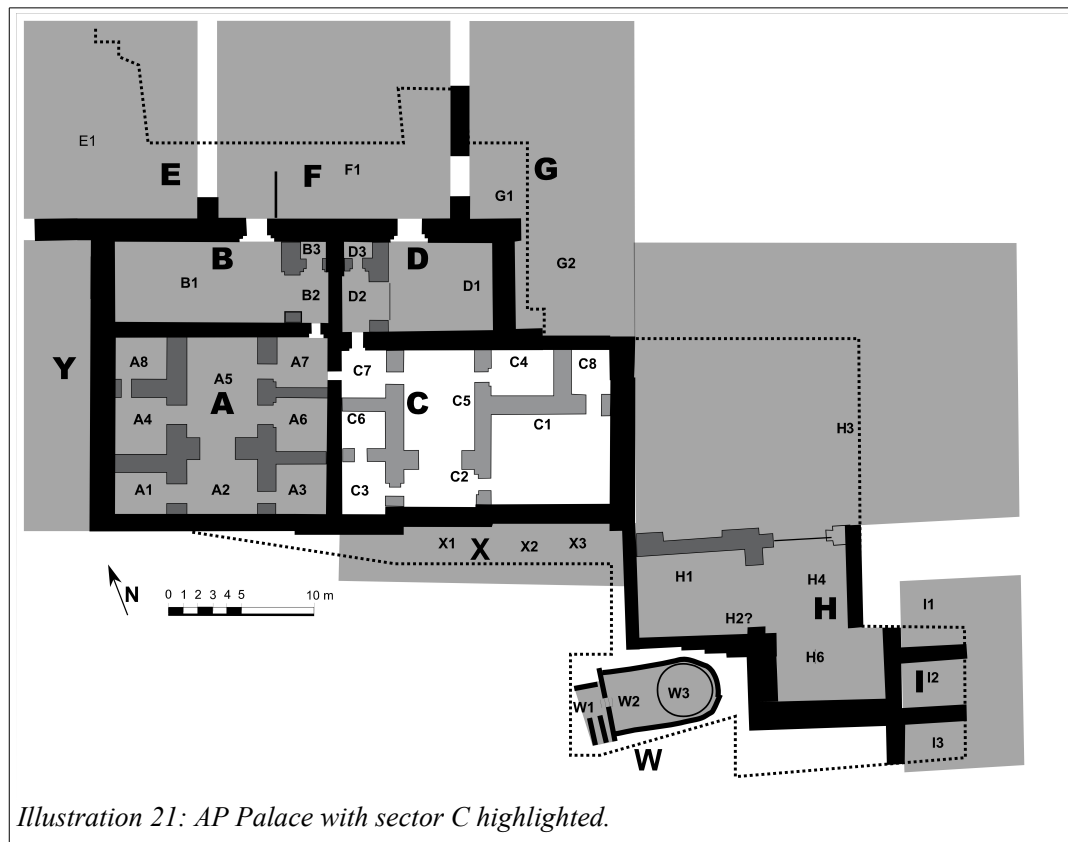 E1
E
F
F1
G
G1
G2
B
B1
B3
B2
D3
D2
D
D1
Y
A8
A5
A7
A
A4
A6
A1
A2
A3
C7
C
C5
C4
C8
C6
C1
C3
C2
H3
X1
X
X2
X3
N
0 1 2 3 4 5 10 m
H1
H4
H
H2?
H6
I1
I
I2
I3
W1
W2
W3
W
Illustration 21: AP Palace with sector C highlighted.